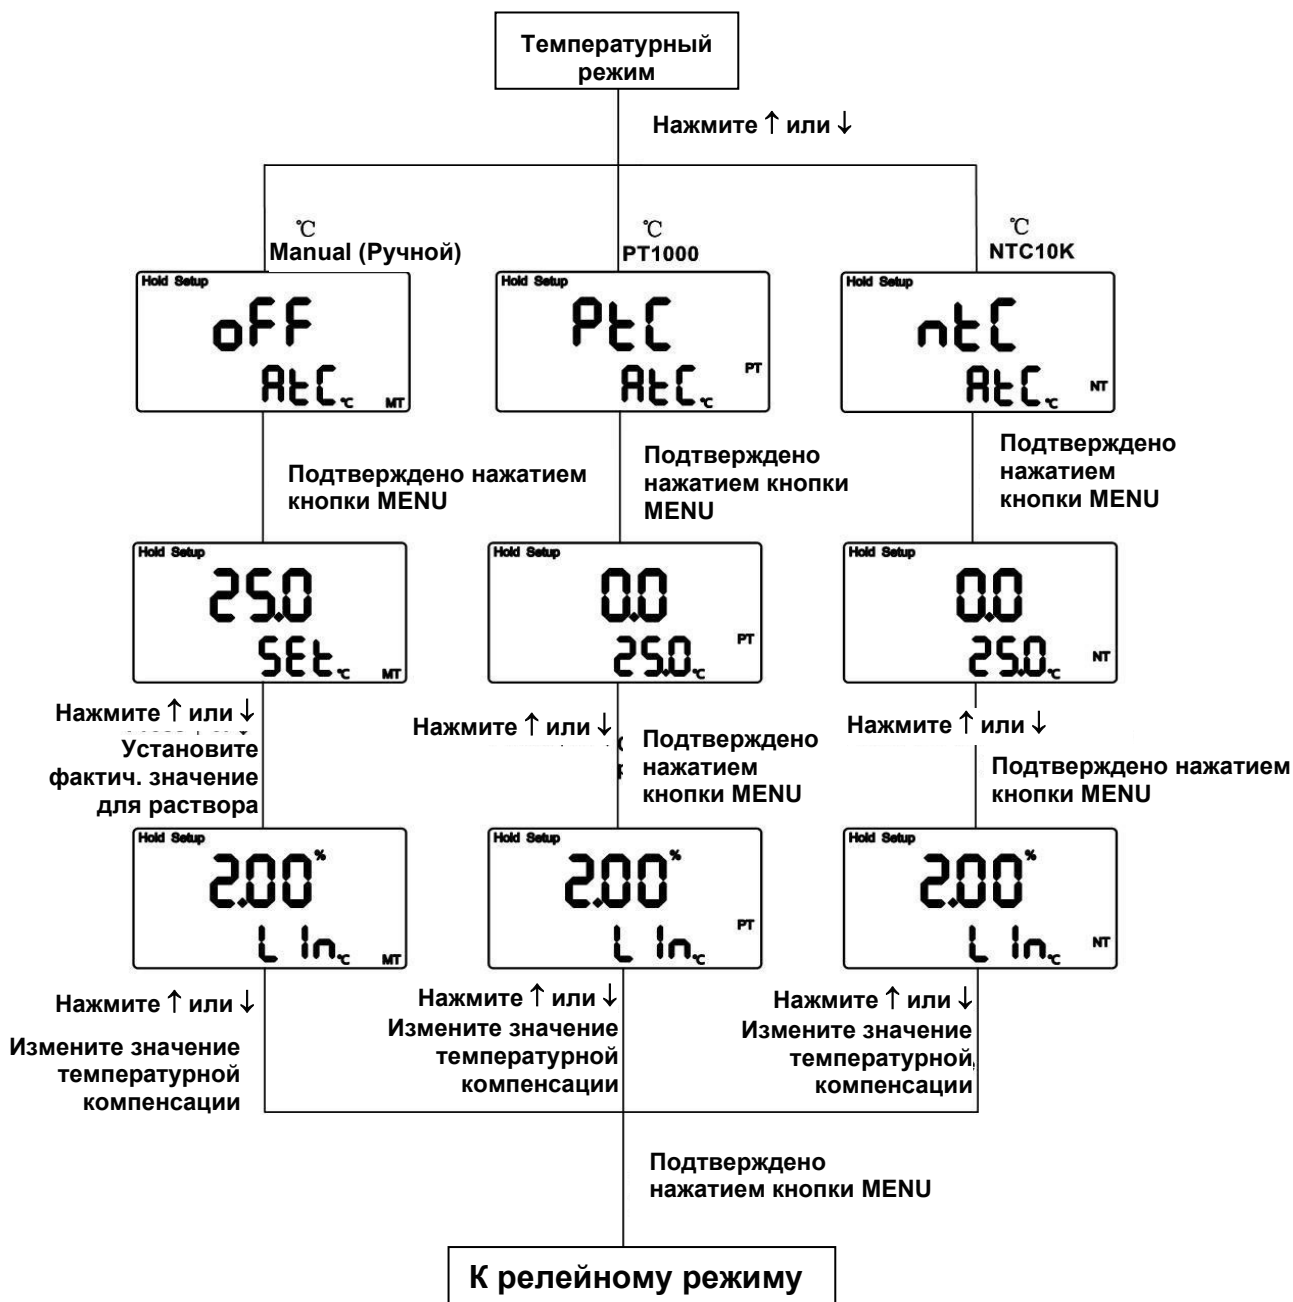 Температурный
режим
Нажмите ↑ или ↓
℃
Manual (Ручной)
℃
PT1000
℃
NTC10K
Hold Setup
oFF
AtC℃ MT
Hold Setup
PtC
AtC℃ PT
Hold Setup
ntC
AtC℃ NT
Подтверждено нажатием
кнопки MENU
Подтверждено
нажатием кнопки
MENU
Подтверждено
нажатием
кнопки MENU
Hold Setup
25.0
SEt℃ MT
Hold Setup
0.0
25.0℃ PT
Hold Setup
0.0
25.0℃ NT
Нажмите ↑ или ↓
Установите
фактич. значение
для раствора
Нажмите ↑ или ↓
Подтверждено
нажатием
кнопки MENU
Нажмите ↑ или ↓
Подтверждено нажатием
кнопки MENU
Hold Setup
2.00%
LIn℃ MT
Hold Setup
2.00%
LIn℃ PT
Hold Setup
2.00%
LIn℃ NT
Нажмите ↑ или ↓
Измените значение
температурной
компенсации
Нажмите ↑ или ↓
Измените значение
температурной
компенсации
Нажмите ↑ или ↓
Измените значение
температурной
компенсации
Подтверждено
нажатием кнопки MENU
К релейному режиму